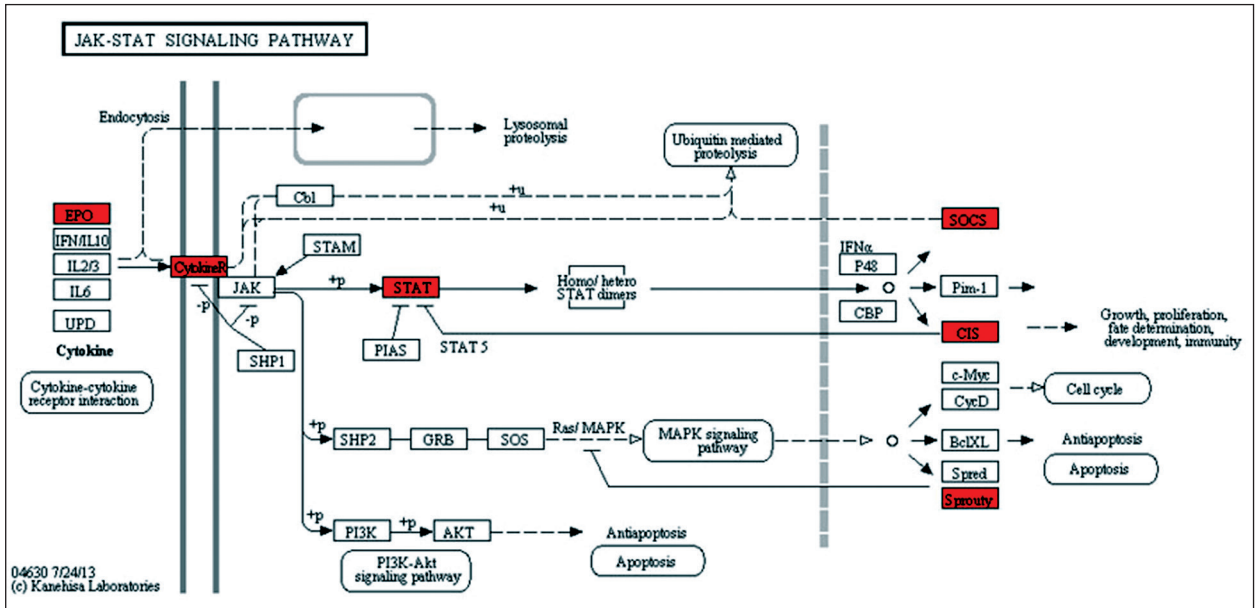 JAK-STAT SIGNALING PATHWAY
Endocytosis
Lysosomal
proteolysis
Ubiquitin mediated
proteolysis
Cbl
+u
+u
EPO
IFN/IL10
IL2/3
IL6
UPD
Cytokine
Cytokine-cytokine
receptor interaction
CytokineR
JAK
STAM
-p
-p
SHP1
+p
STAT
PIAS
STAT 5
Homo/ hetero
STAT dimers
IFNα
P48
CBP
SOCS
Pim-1
CIS
Growth, proliferation,
fate determination,
development, immunity
c-Myc
CycD
Cell cycle
BclXL
Antiapoptosis
Apoptosis
Spred
Sprouty
+p
SHP2
GRB
SOS
Ras/ MAPK
MAPK signaling
pathway
+p
PI3K
+p
AKT
Antiapoptosis
Apoptosis
PI3K-Akt
signaling pathway
04630 7/24/13
(c) Kanehisa Laboratories